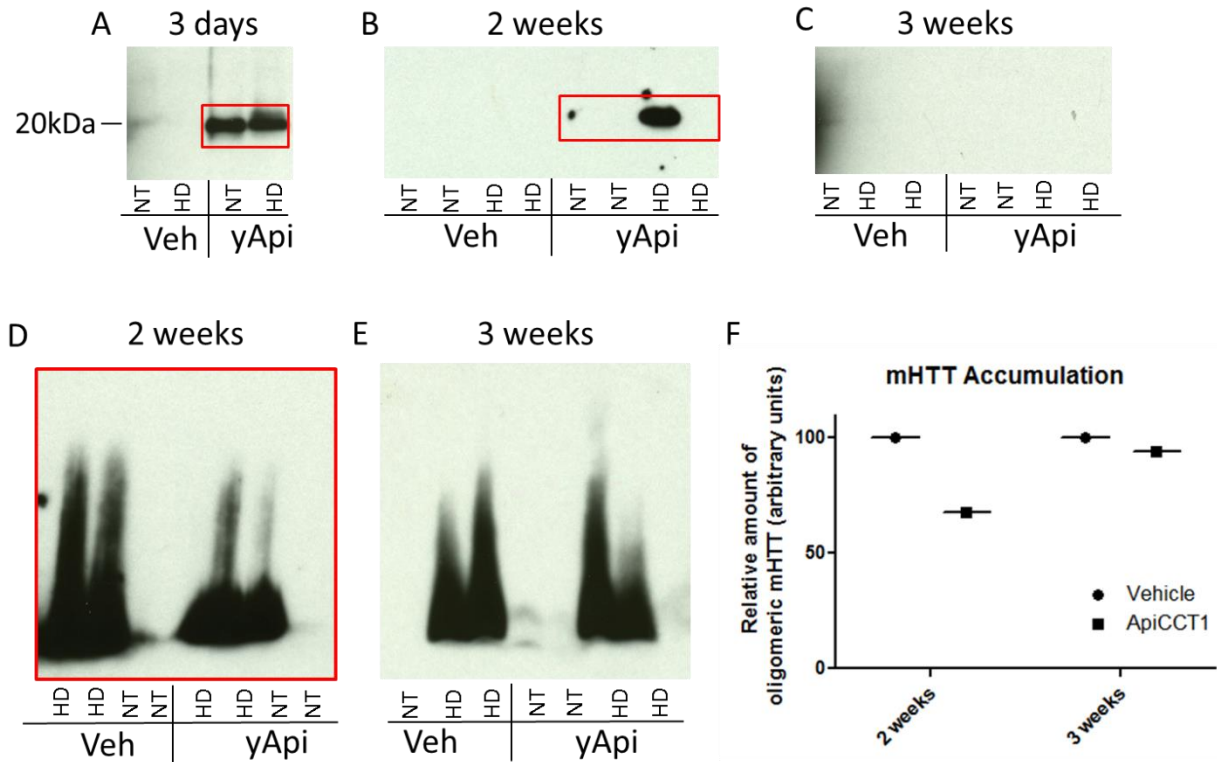 A 3 days
B 2 weeks
C 3 weeks
20kDa
NT HD NT HD
Veh yApi
NT NT HD HD NT NT HD HD
Veh yApi
NT HD HD NT NT HD HD
Veh yApi
D 2 weeks
E 3 weeks
F
HD HD NT NT HD HD NT NT
Veh yApi
NT HD HD NT NT HD HD
Veh yApi
mHTT Accumulation
Relative amount of
oligomeric mHTT (arbitrary units)
100
50
0
Vehicle
ApiCCT1
2 weeks
3 weeks